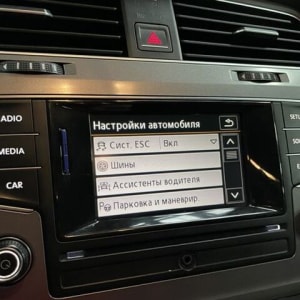 RADIO
MEDIA
CAR
Настройки автомобиля
Сист. ESC Вкл
Шины
Ассистенты водителя
Парковка и маневрир.